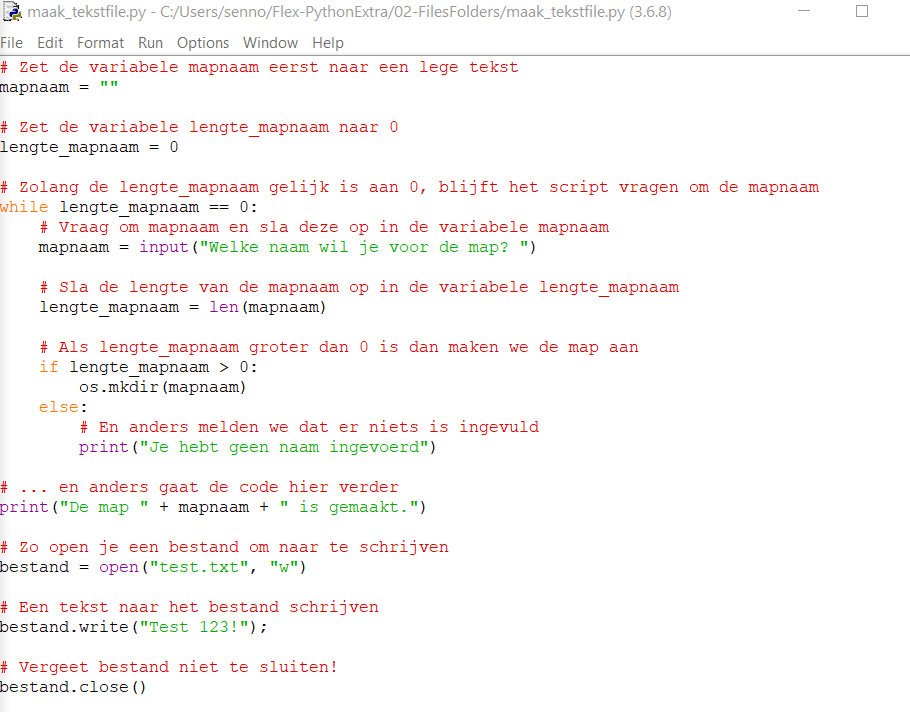 maak_tekstfile.py - C:/Users/senno/Flex-PythonExtra/02-FilesFolders/maak_tekstfile.py (3.6.8)
File Edit Format Run Options Window Help
# Zet de variabele mapnaam eerst naar een lege tekst
mapnaam = ""

# Zet de variabele lengte_mapnaam naar 0
lengte_mapnaam = 0

# Zolang de lengte_mapnaam gelijk is aan 0, blijft het script vragen om de mapnaam
while lengte_mapnaam == 0:
    # Vraag om mapnaam en sla deze op in de variabele mapnaam
    mapnaam = input("Welke naam wil je voor de map? ")

    # Sla de lengte van de mapnaam op in de variabele lengte_mapnaam
    lengte_mapnaam = len(mapnaam)

    # Als lengte_mapnaam groter dan 0 is dan maken we de map aan
    if lengte_mapnaam > 0:
        os.mkdir(mapnaam)
    else:
        # En anders melden we dat er niets is ingevuld
        print("Je hebt geen naam ingevoerd")

# ... en anders gaat de code hier verder
print("De map " + mapnaam + " is gemaakt.")

# Zo open je een bestand om naar te schrijven
bestand = open("test.txt", "w")

# Een tekst naar het bestand schrijven
bestand.write("Test 123!");

# Vergeet bestand niet te sluiten!
bestand.close()